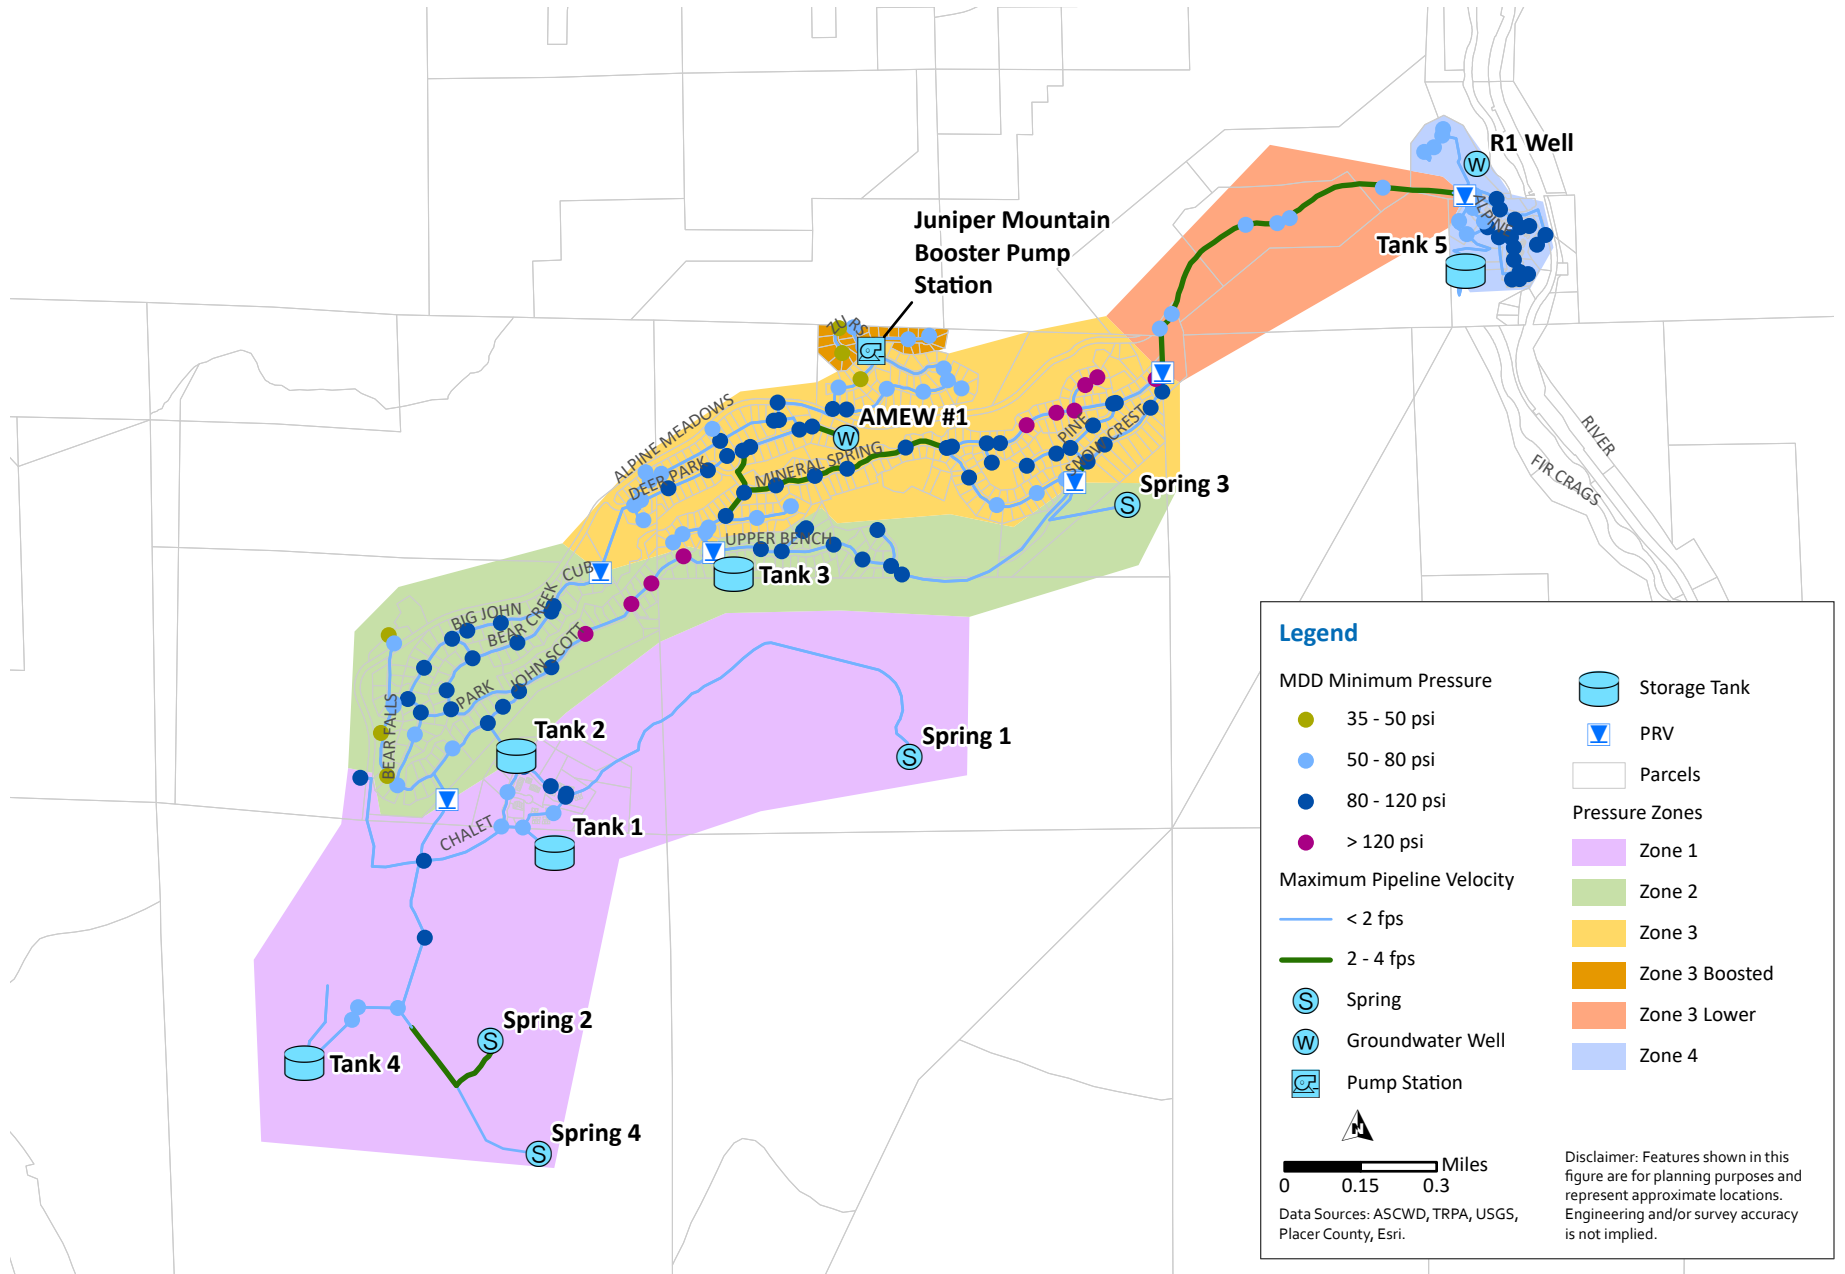 R1 Well
W
ALPINE
Tank 5
Juniper Mountain
Booster Pump
Station
ZURS
ALPINE MEADOWS
AMEW #1
W
DEER PARK
MINERAL SPRING
PINE
SNOW CREST
Spring 3
S
RIVER
FIR CRAGS
UPPER BENCH
Tank 3
CUB
BIG JOHN
BEAR CREEK
JOHN SCOTT
PARK
BEAR FALLS
Tank 2
Spring 1
S
CHALET
Tank 1
Spring 2
S
Tank 4
Spring 4
S
Legend
MDD Minimum Pressure
35 - 50 psi
50 - 80 psi
80 - 120 psi
> 120 psi
Maximum Pipeline Velocity
< 2 fps
2 - 4 fps
S Spring
W Groundwater Well
Pump Station
Storage Tank
PRV
Parcels
Pressure Zones
Zone 1
Zone 2
Zone 3
Zone 3 Boosted
Zone 3 Lower
Zone 4
N
Miles
0 0.15 0.3
Data Sources: ASCWD, TRPA, USGS,
Placer County, Esri.
Disclaimer: Features shown in this
figure are for planning purposes and
represent approximate locations.
Engineering and/or survey accuracy
is not implied.